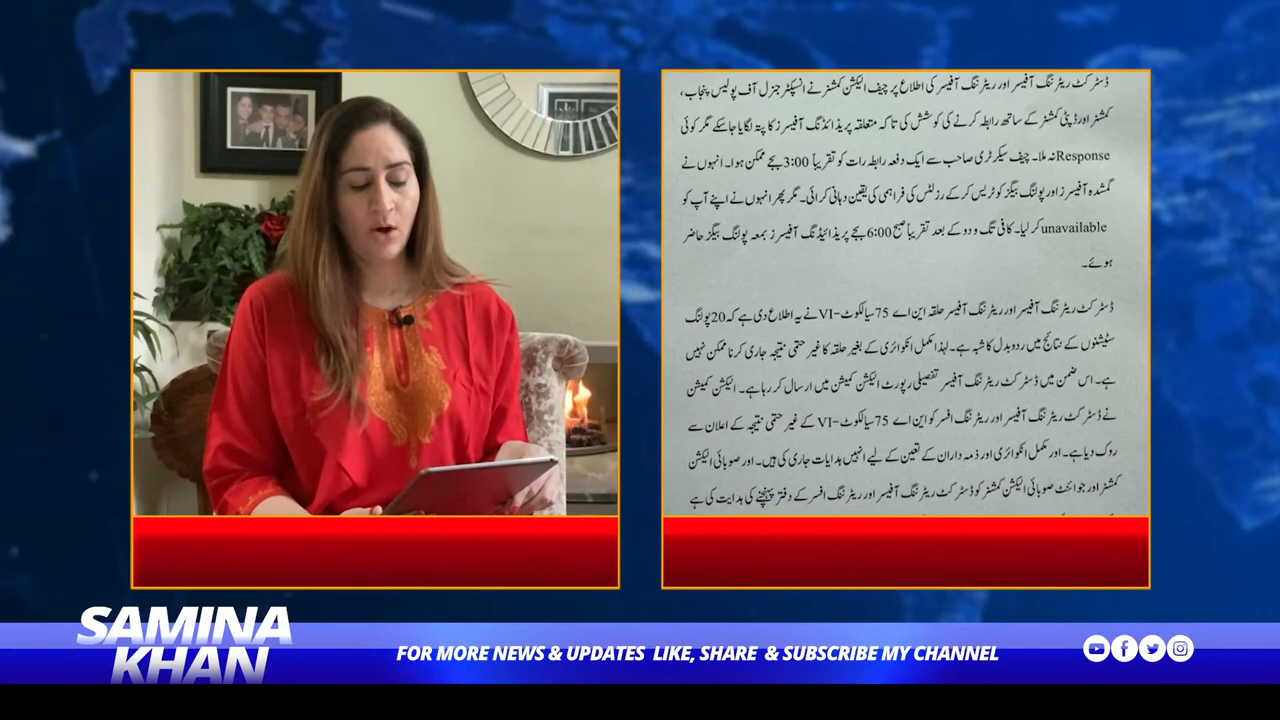 ڈسٹرکٹ ریٹرننگ آفیسر اور ریٹرننگ آفیسر کی اطلاع پر چیف الیکشن کمشنر نے انسپکٹر جنرل آف پولیس پنجاب،
کمشنر اور ڈپٹی کمشنر کے ساتھ رابطہ کرنے کی کوشش کی تاکہ متعلقہ پریذائڈنگ آفیسرز کا پتہ لگایا جاسکے مگر کوئی
Response نہ ملا۔ چیف سیکرٹری صاحب سے ایک دفعہ رابطہ رات کو تقریباً 3:00 بجے ممکن ہوا۔ انہوں نے
گمشدہ آفیسرز اور پولنگ بیگز کو ٹریس کر کے رزلٹس کی فراہمی کی یقین دہانی کرائی۔ مگر پھر انہوں نے اپنے آپ کو
unavailable کر لیا۔ کافی تگ و دو کے بعد تقریباً صبح 6:00 بجے پریذائیڈنگ آفیسرز بمعہ پولنگ بیگز حاضر
ہوئے۔
ڈسٹرکٹ ریٹرننگ آفیسر اور ریٹرننگ آفیسر حلقہ این اے 75 سیالکوٹ-VI نے یہ اطلاع دی ہے کہ 20 پولنگ
سٹیشنوں کے نتائج میں ردوبدل کا شبہ ہے۔ لہذا مکمل انکوائری کے بغیر حلقہ کا غیر حتمی نتیجہ جاری کرنا ممکن نہیں
ہے۔ اس ضمن میں ڈسٹرکٹ ریٹرننگ آفیسر تفصیلی رپورٹ الیکشن کمیشن میں ارسال کر رہا ہے۔ الیکشن کمیشن
نے ڈسٹرکٹ ریٹرننگ آفیسر اور ریٹرننگ افسر کو این اے 75 سیالکوٹ-VI کے غیر حتمی نتیجہ کے اعلان سے
روک دیا ہے۔ اور مکمل انکوائری اور ذمہ داران کے تعین کے لیے انہیں ہدایات جاری کی ہیں۔ اور صوبائی الیکشن
کمشنر اور جوائنٹ صوبائی الیکشن کمشنر کو ڈسٹرکٹ ریٹرننگ آفیسر اور ریٹرننگ افسر کے دفتر پہنچنے کی ہدایت کی ہے
SAMINA
KHAN
FOR MORE NEWS & UPDATES LIKE, SHARE & SUBSCRIBE MY CHANNEL